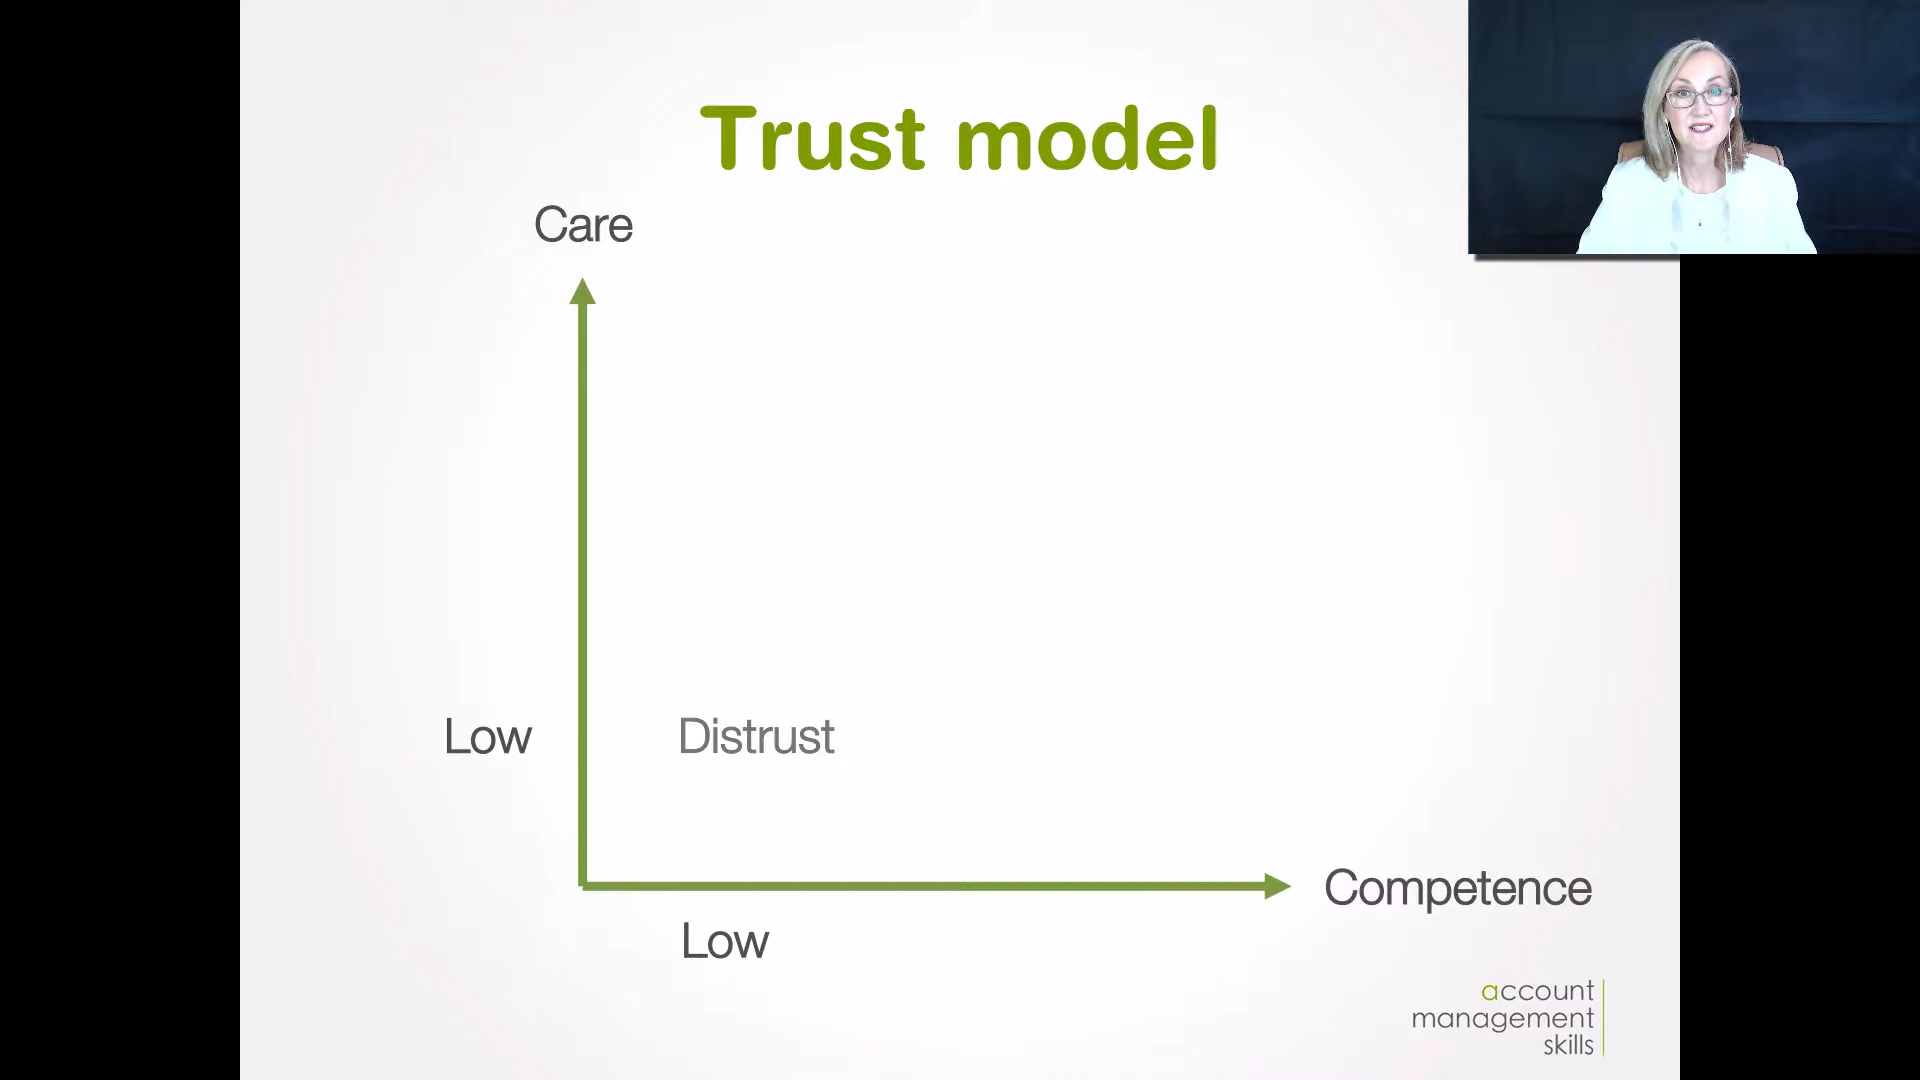 Trust model
Care
Low
Distrust
Competence
Low
account
management
skills